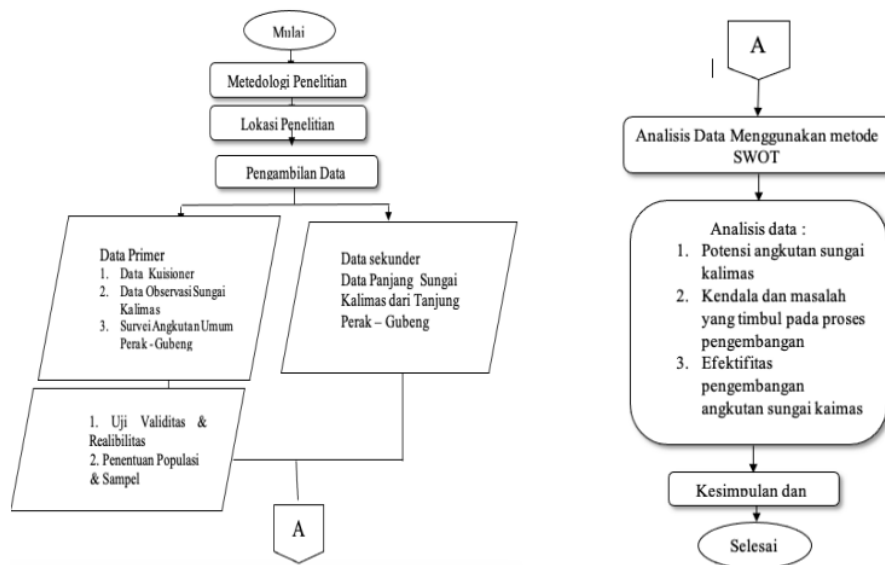 Mulai
Metedologi Penelitian
Lokasi Penelitian
Pengambilan Data
Data Primer
1. Data Kuisioner
2. Data Observasi Sungai
Kalimas
3. Survei Angkutan Umum
Perak - Gubeng
Data sekunder
Data Panjang Sungai
Kalimas dari Tanjung
Perak – Gubeng
1. Uji Validitas &
Realibilitas
2. Penentuan Populasi
& Sampel
A
A
Analisis Data Menggunakan metode
SWOT
Analisis data :
1. Potensi angkutan sungai
kalimas
2. Kendala dan masalah
yang timbul pada proses
pengembangan
3. Efektifitas
pengembangan
angkutan sungai kaimas
Kesimpulan dan
Selesai